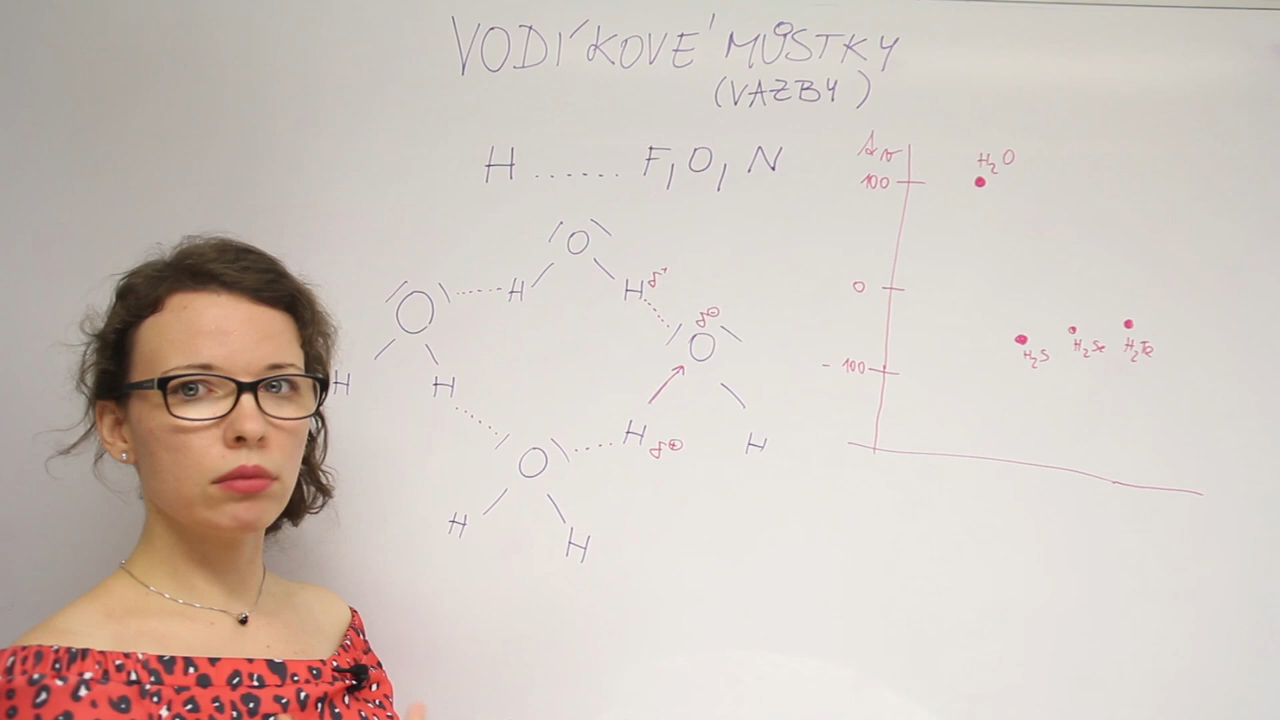 VODÍKOVÉ MŮSTKY
(VAZBY)
H ...... F, O, N
O
H H δ+
O
δ⊖
O
H H
H δ⊕ H
O
H H
100
0
- 100
H2O
H2S H2Se H2Te